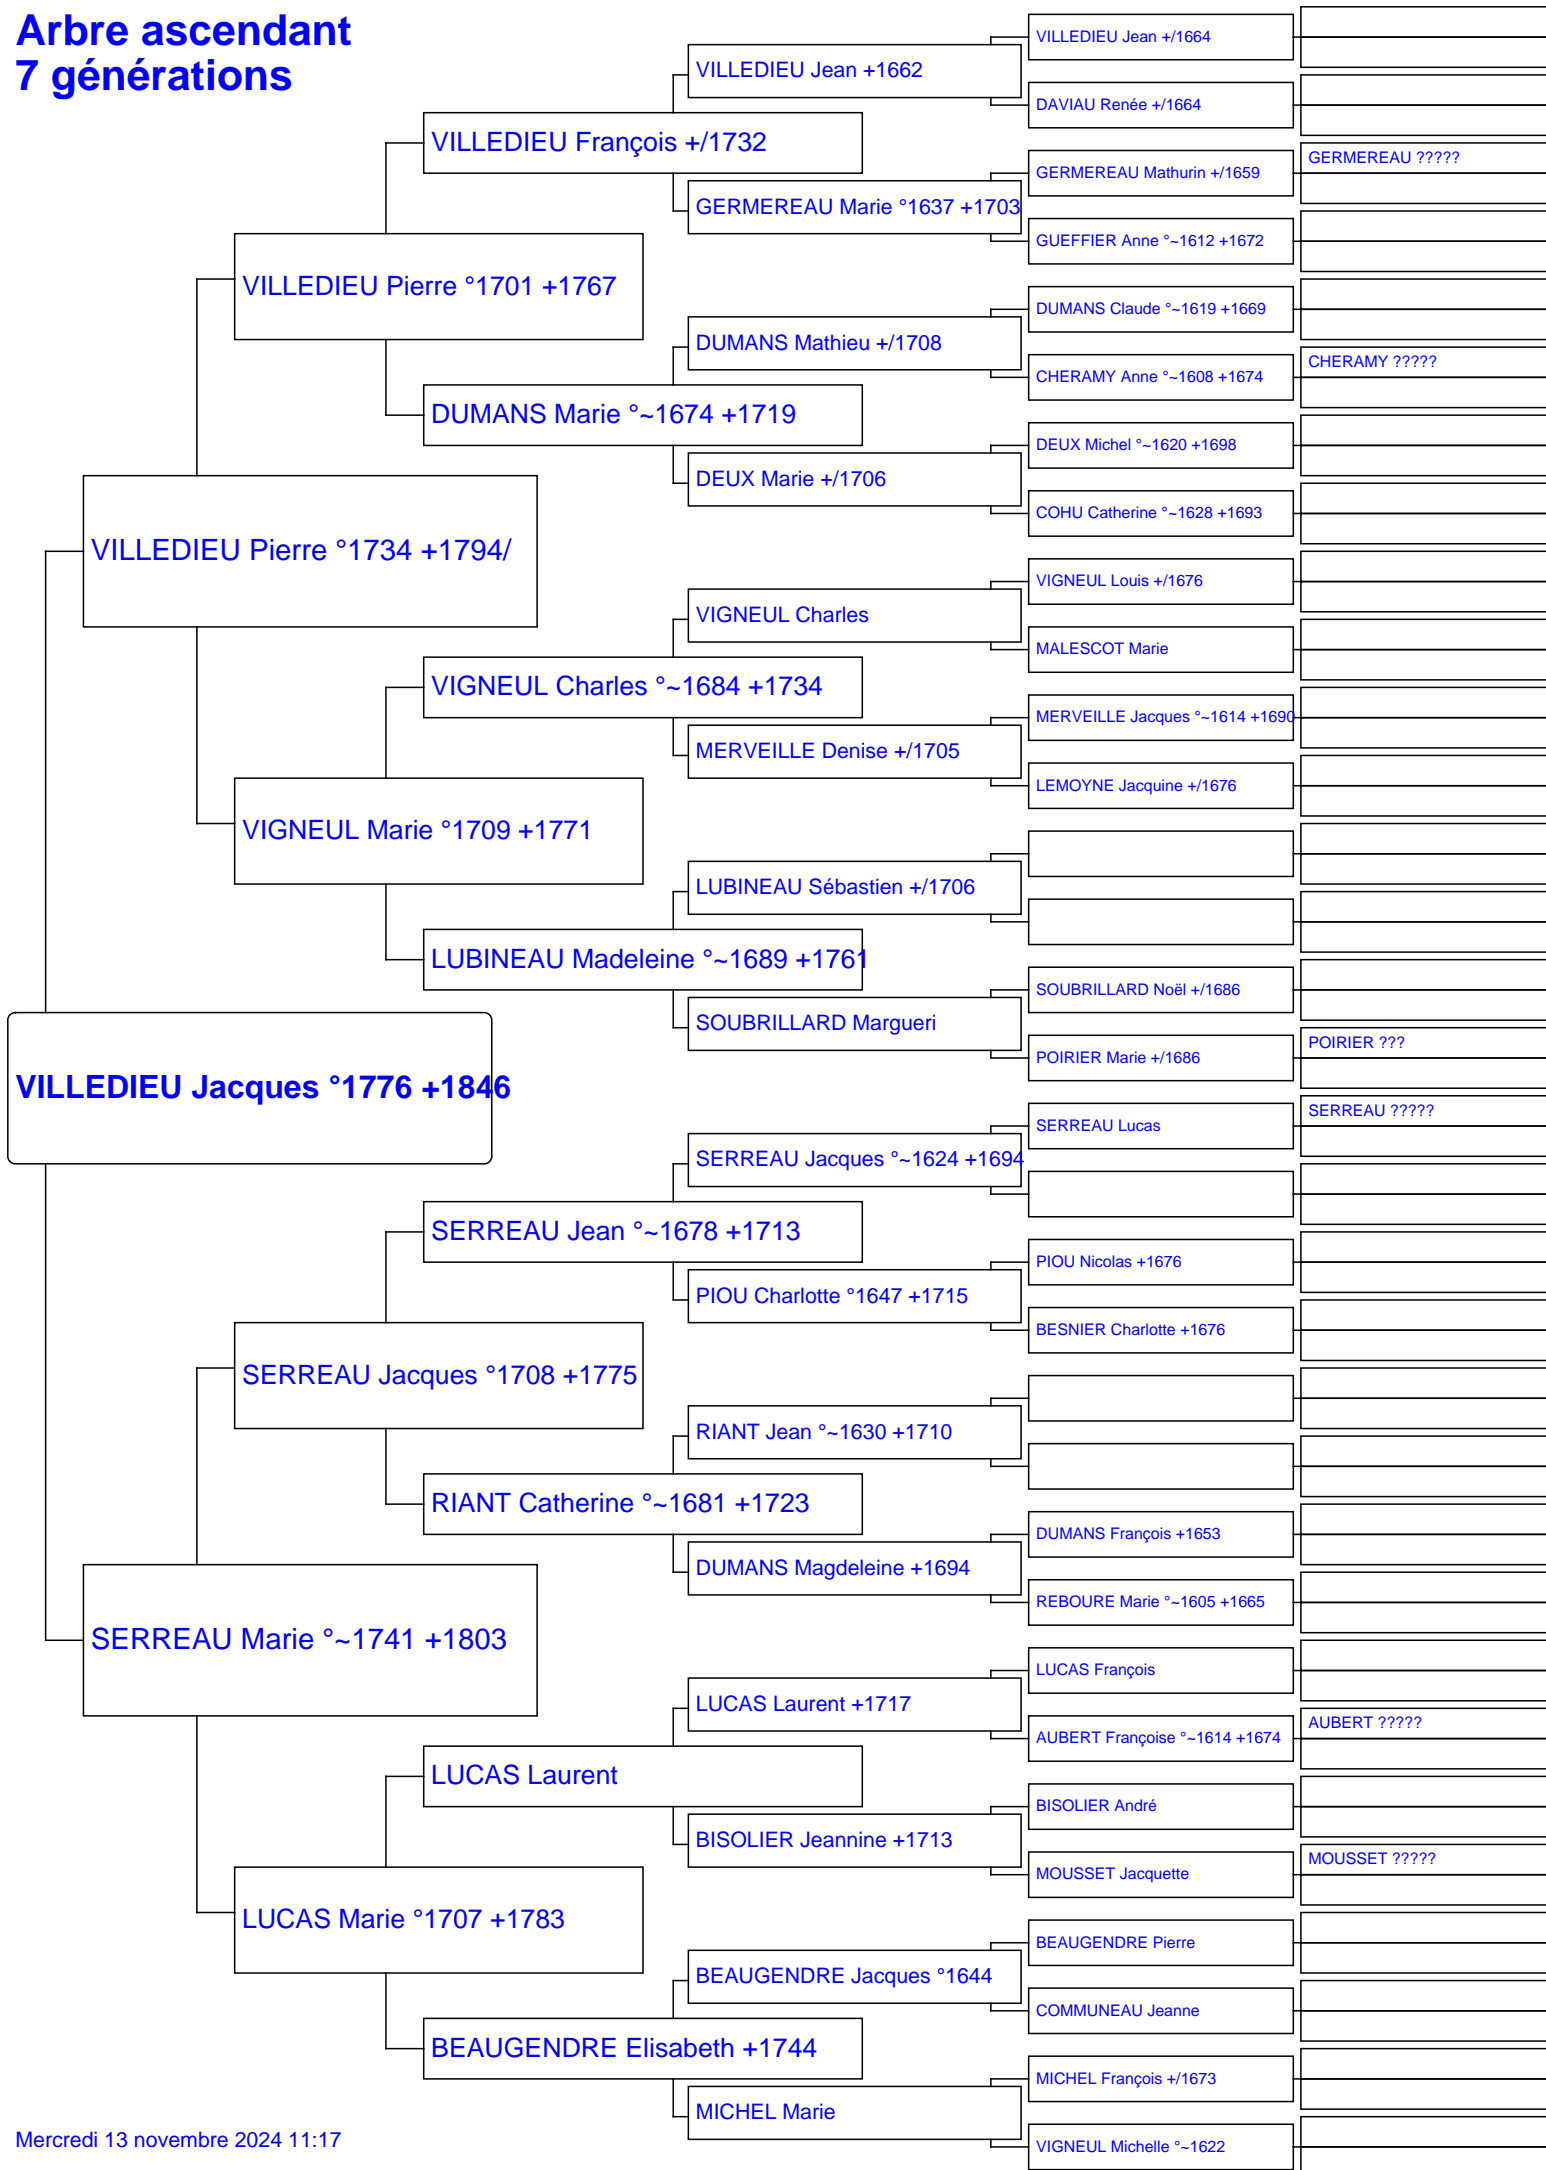 Arbre ascendant
7 générations
VILLEDIEU Jean +/1664
VILLEDIEU Jean +1662
DAVIAU Renée +/1664
VILLEDIEU François +/1732
GERMEREAU ?????
GERMEREAU Mathurin +/1659
GERMEREAU Marie °1637 +1703
GUEFFIER Anne °~1612 +1672
VILLEDIEU Pierre °1701 +1767
DUMANS Claude °~1619 +1669
DUMANS Mathieu +/1708
CHERAMY ?????
CHERAMY Anne °~1608 +1674
DUMANS Marie °~1674 +1719
DEUX Michel °~1620 +1698
DEUX Marie +/1706
COHU Catherine °~1628 +1693
VILLEDIEU Pierre °1734 +1794/
VIGNEUL Louis +/1676
VIGNEUL Charles
MALESCOT Marie
VIGNEUL Charles °~1684 +1734
MERVEILLE Jacques °~1614 +1690
MERVEILLE Denise +/1705
LEMOYNE Jacquine +/1676
VIGNEUL Marie °1709 +1771
LUBINEAU Sébastien +/1706
LUBINEAU Madeleine °~1689 +1761
SOUBRILLARD Noël +/1686
SOUBRILLARD Margueri
POIRIER ???
POIRIER Marie +/1686
VILLEDIEU Jacques °1776 +1846
SERREAU ?????
SERREAU Lucas
SERREAU Jacques °~1624 +1694
SERREAU Jean °~1678 +1713
PIOU Nicolas +1676
PIOU Charlotte °1647 +1715
BESNIER Charlotte +1676
SERREAU Jacques °1708 +1775
RIANT Jean °~1630 +1710
RIANT Catherine °~1681 +1723
DUMANS François +1653
DUMANS Magdeleine +1694
REBOURE Marie °~1605 +1665
SERREAU Marie °~1741 +1803
LUCAS François
LUCAS Laurent +1717
AUBERT ?????
AUBERT Françoise °~1614 +1674
LUCAS Laurent
BISOLIER André
BISOLIER Jeannine +1713
MOUSSET ?????
MOUSSET Jacquette
LUCAS Marie °1707 +1783
BEAUGENDRE Pierre
BEAUGENDRE Jacques °1644
COMMUNEAU Jeanne
BEAUGENDRE Elisabeth +1744
MICHEL François +/1673
MICHEL Marie
VIGNEUL Michelle °~1622
Mercredi 13 novembre 2024 11:17